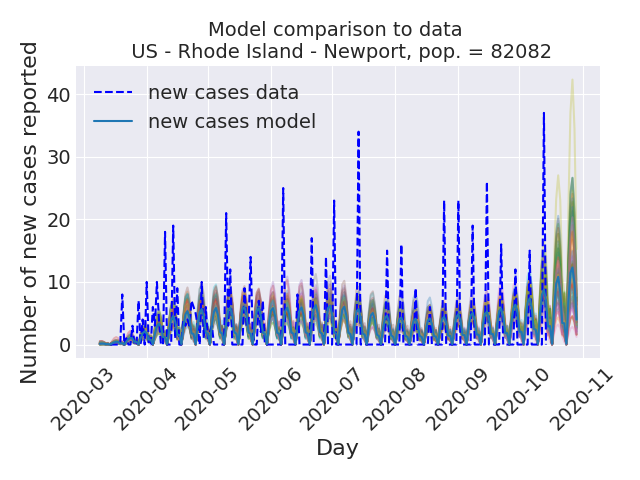 Model comparison to data
US - Rhode Island - Newport, pop. = 82082
Number of new cases reported
40
30
20
10
0
new cases data
new cases model
2020-03
2020-04
2020-05
2020-06
2020-07
2020-08
2020-09
2020-10
2020-11
Day